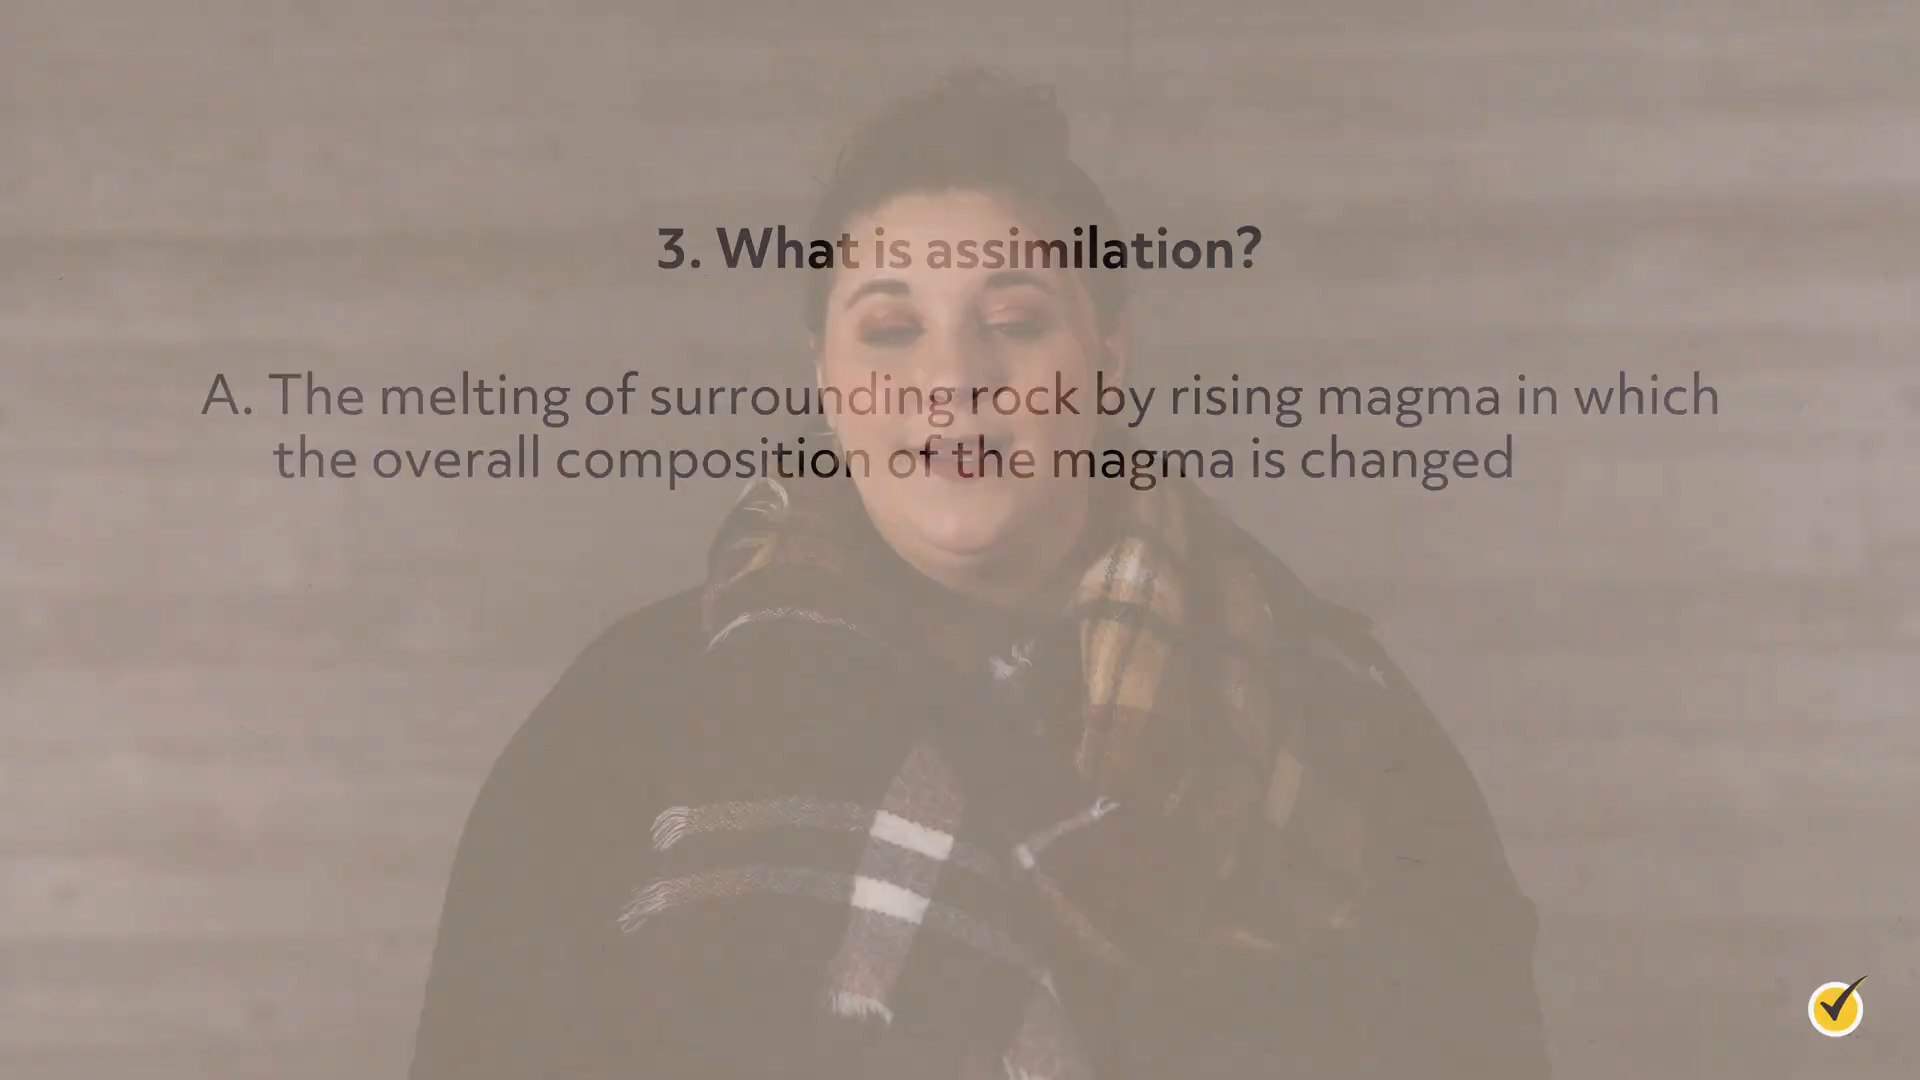 3. What is assimilation?
A. The melting of surrounding rock by rising magma in which
the overall composition of the magma is changed